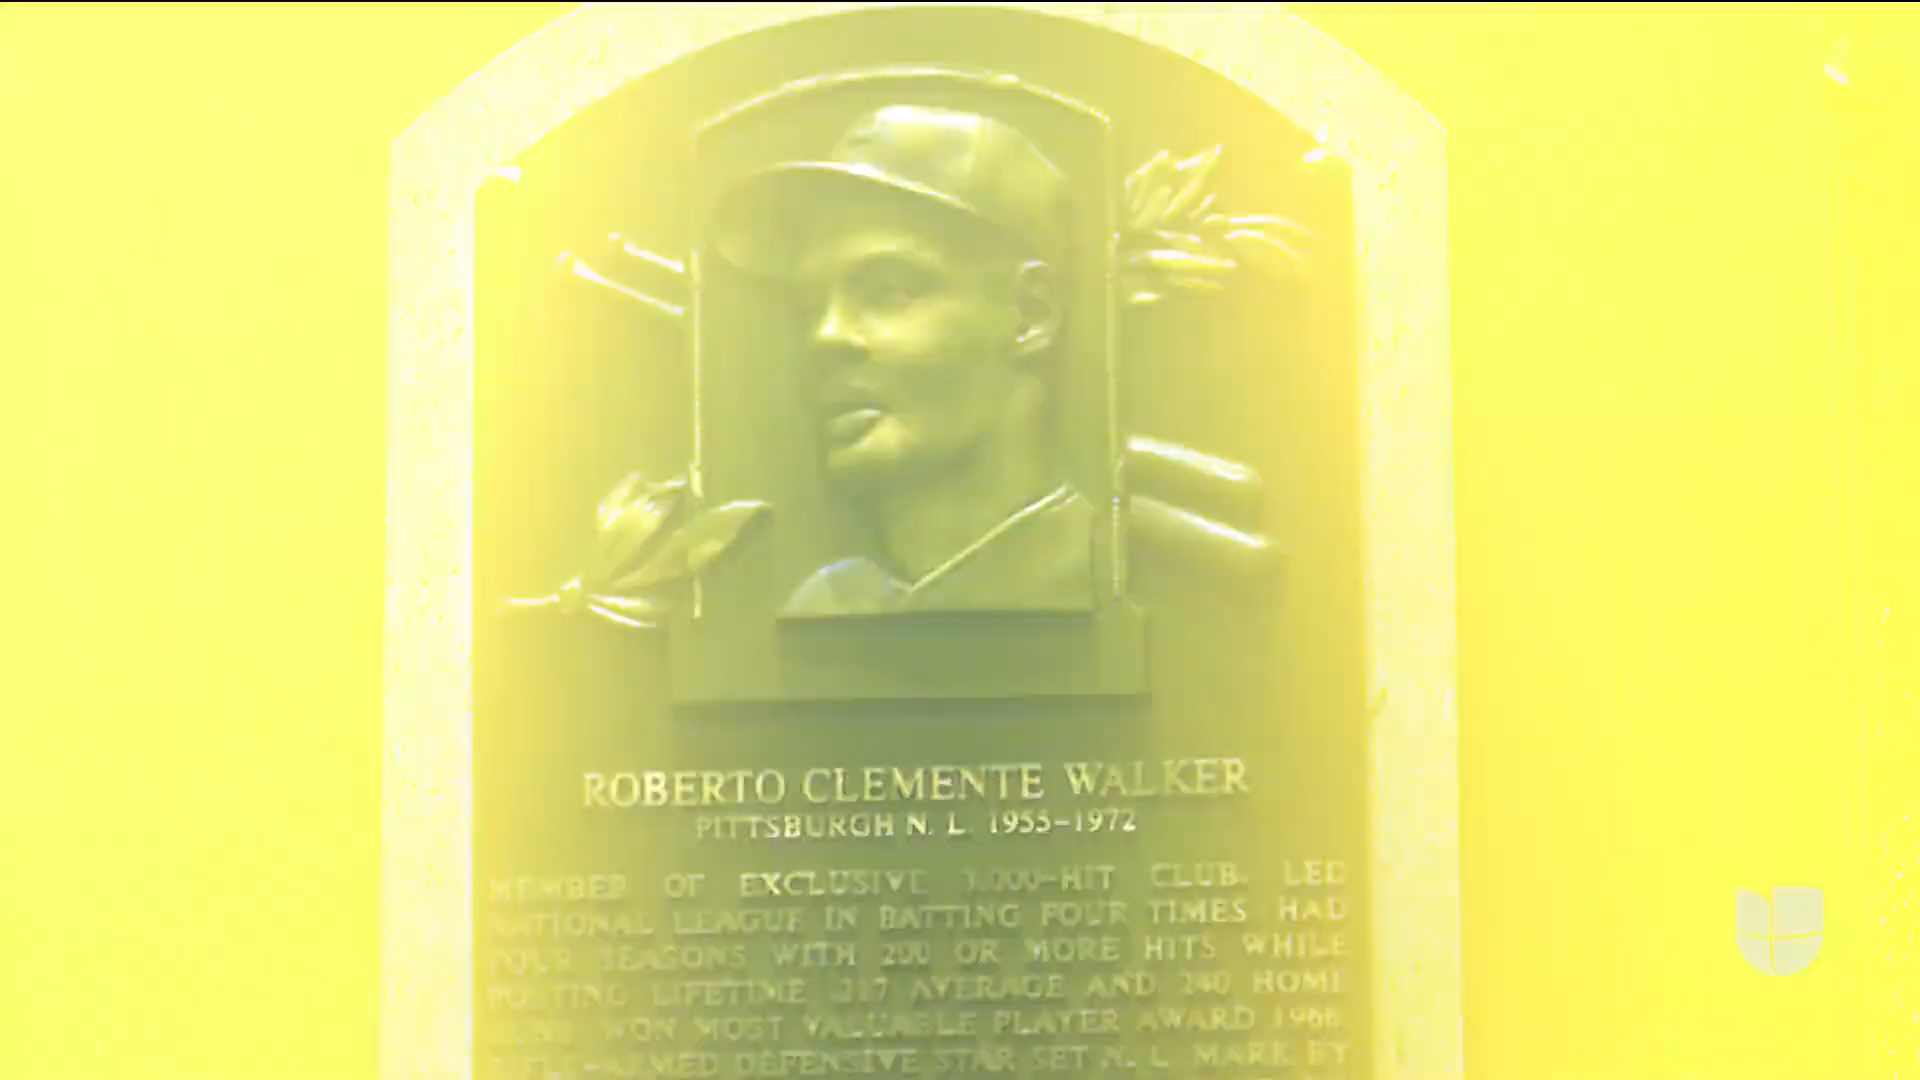 ROBERTO CLEMENTE WALKER
PITTSBURGH N. L. 1955-1972
MEMBER OF EXCLUSIVE 3,000-HIT CLUB. LED
NATIONAL LEAGUE IN BATTING FOUR TIMES. HAD
FOUR SEASONS WITH 200 OR MORE HITS WHILE
POSTING LIFETIME .317 AVERAGE AND 240 HOME
RUNS. WON MOST VALUABLE PLAYER AWARD 1966.
RIFLE-ARMED DEFENSIVE STAR SET N. L. MARK BY